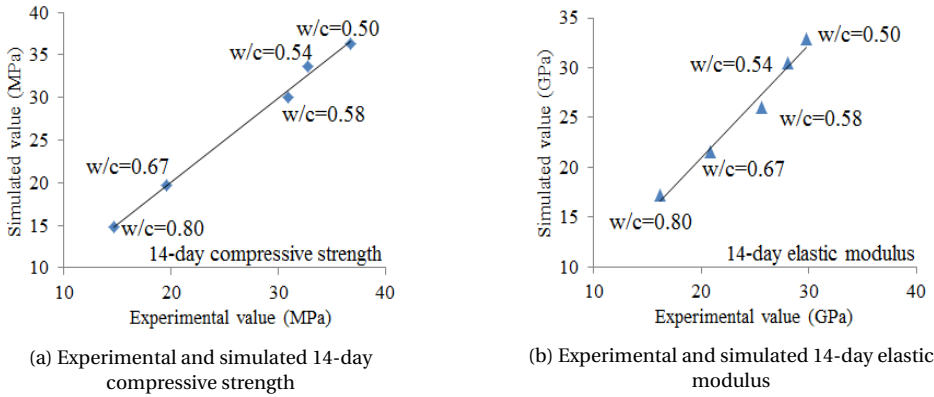 40
35
30
25
20
15
10
Simulated value (MPa)
w/c=0.50
w/c=0.54
w/c=0.58
w/c=0.67
w/c=0.80
14-day compressive strength
10 20 30 40
Experimental value (MPa)
(a) Experimental and simulated 14-day
compressive strength
35
30
25
20
15
10
Simulated value (GPa)
w/c=0.50
w/c=0.54
w/c=0.58
w/c=0.67
w/c=0.80
14-day elastic modulus
10 20 30 40
Experimental value (GPa)
(b) Experimental and simulated 14-day elastic
modulus